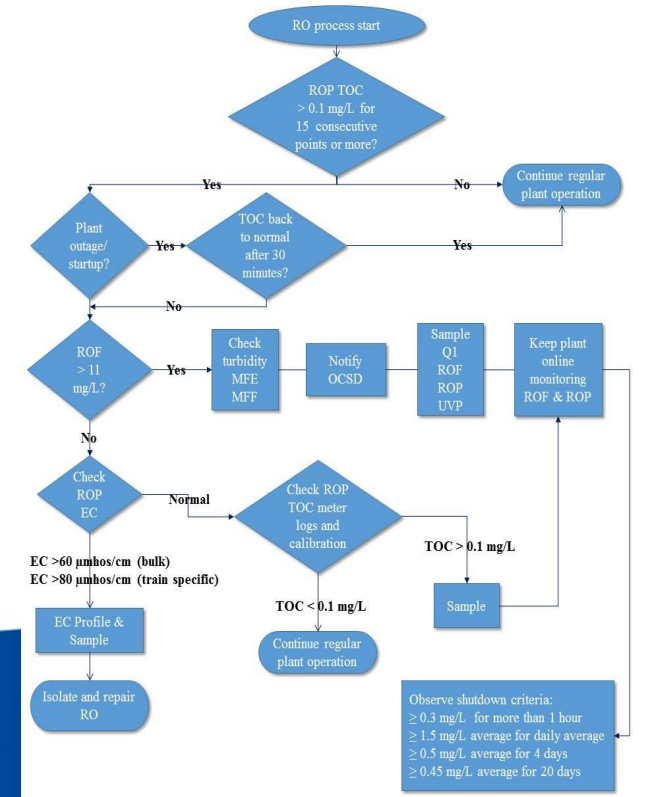 RO process start
ROP TOC
> 0.1 mg/L for
15 consecutive
points or more?
Yes
No
Continue regular
plant operation
Plant
outage/
startup?
Yes
TOC back
to normal
after 30
minutes?
Yes
No
ROF
> 11
mg/L?
Yes
Check
turbidity
MFE
MFF
Notify
OCSD
Sample
Q1
ROF
ROP
UVP
Keep plant
online
monitoring
ROF & ROP
No
Check
ROP
EC
Normal
Check ROP
TOC meter
logs and
calibration
TOC > 0.1 mg/L
EC >60 µmhos/cm (bulk)
EC >80 µmhos/cm (train specific)
TOC < 0.1 mg/L
Sample
EC Profile &
Sample
Continue regular
plant operation
Isolate and repair
RO
Observe shutdown criteria:
≥ 0.3 mg/L for more than 1 hour
≥ 1.5 mg/L average for daily average
≥ 0.5 mg/L average for 4 days
≥ 0.45 mg/L average for 20 days